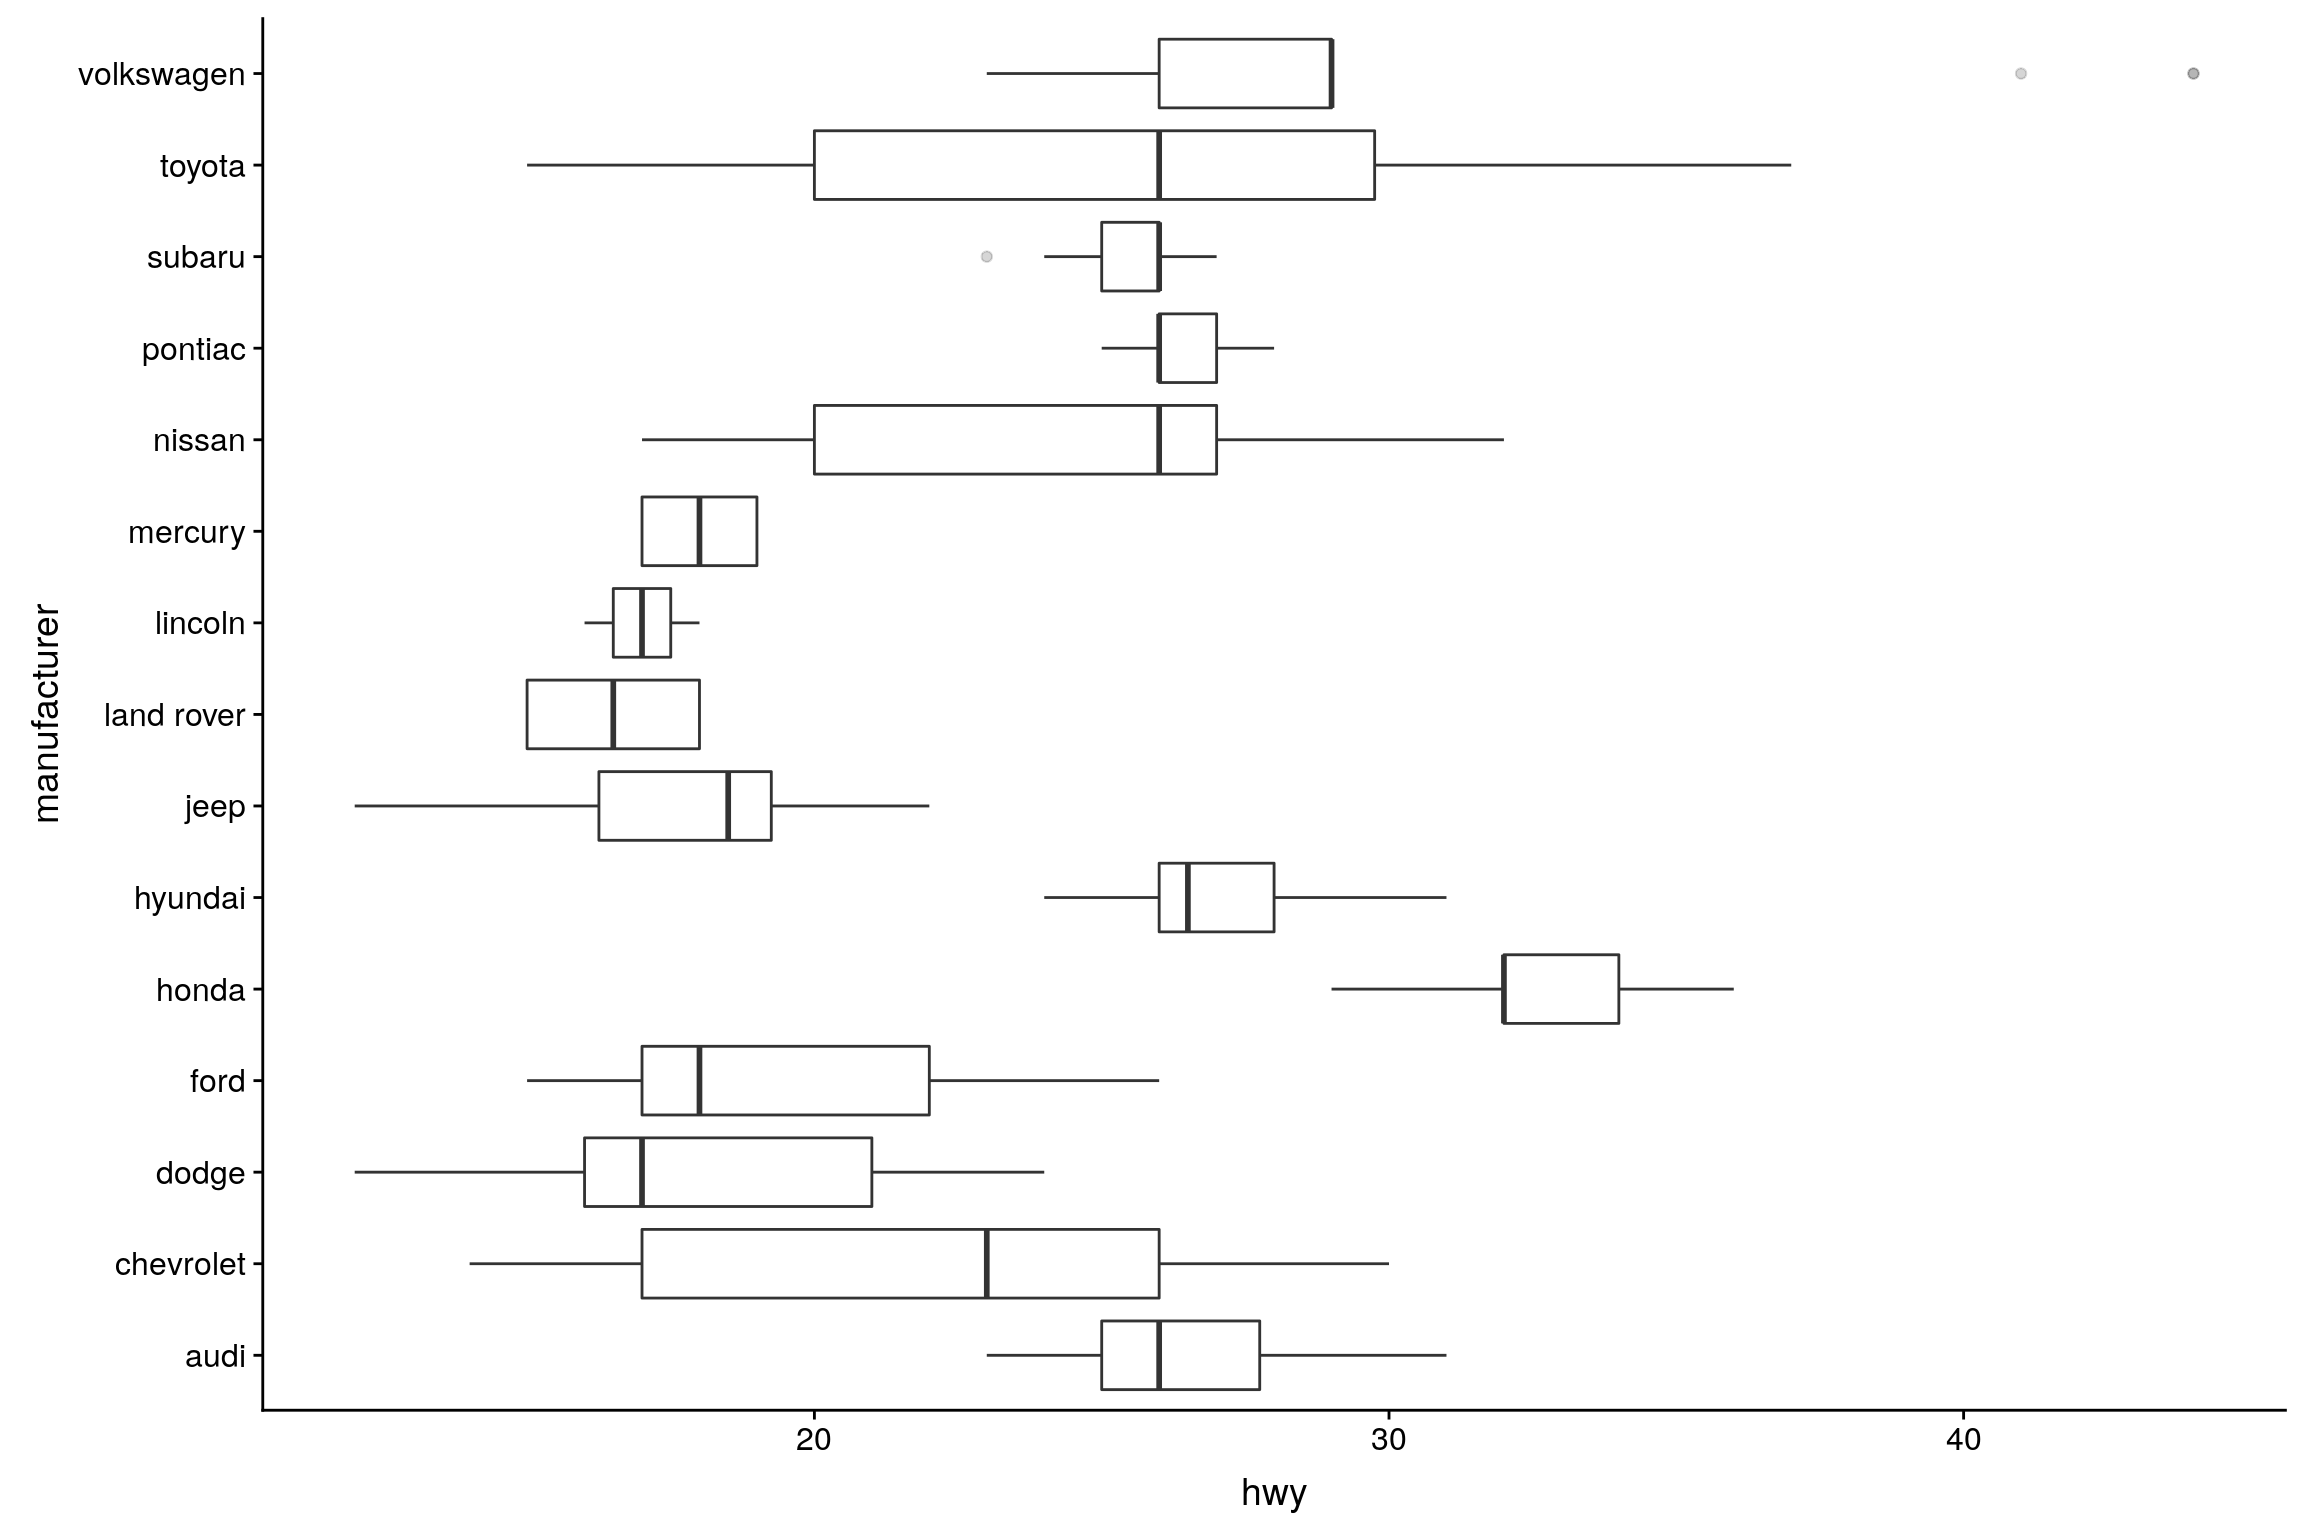 volkswagen
toyota
subaru
pontiac
nissan
mercury
lincoln
land rover
jeep
hyundai
honda
ford
dodge
chevrolet
audi
manufacturer
20 30 40
hwy